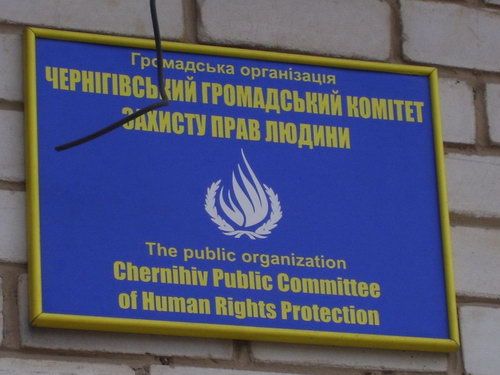 Громадська організація
ЧЕРНІГІВСЬКИЙ ГРОМАДСЬКИЙ КОМІТЕТ
ЗАХИСТУ ПРАВ ЛЮДИНИ
The public organization
Chernihiv Public Committee
of Human Rights Protection